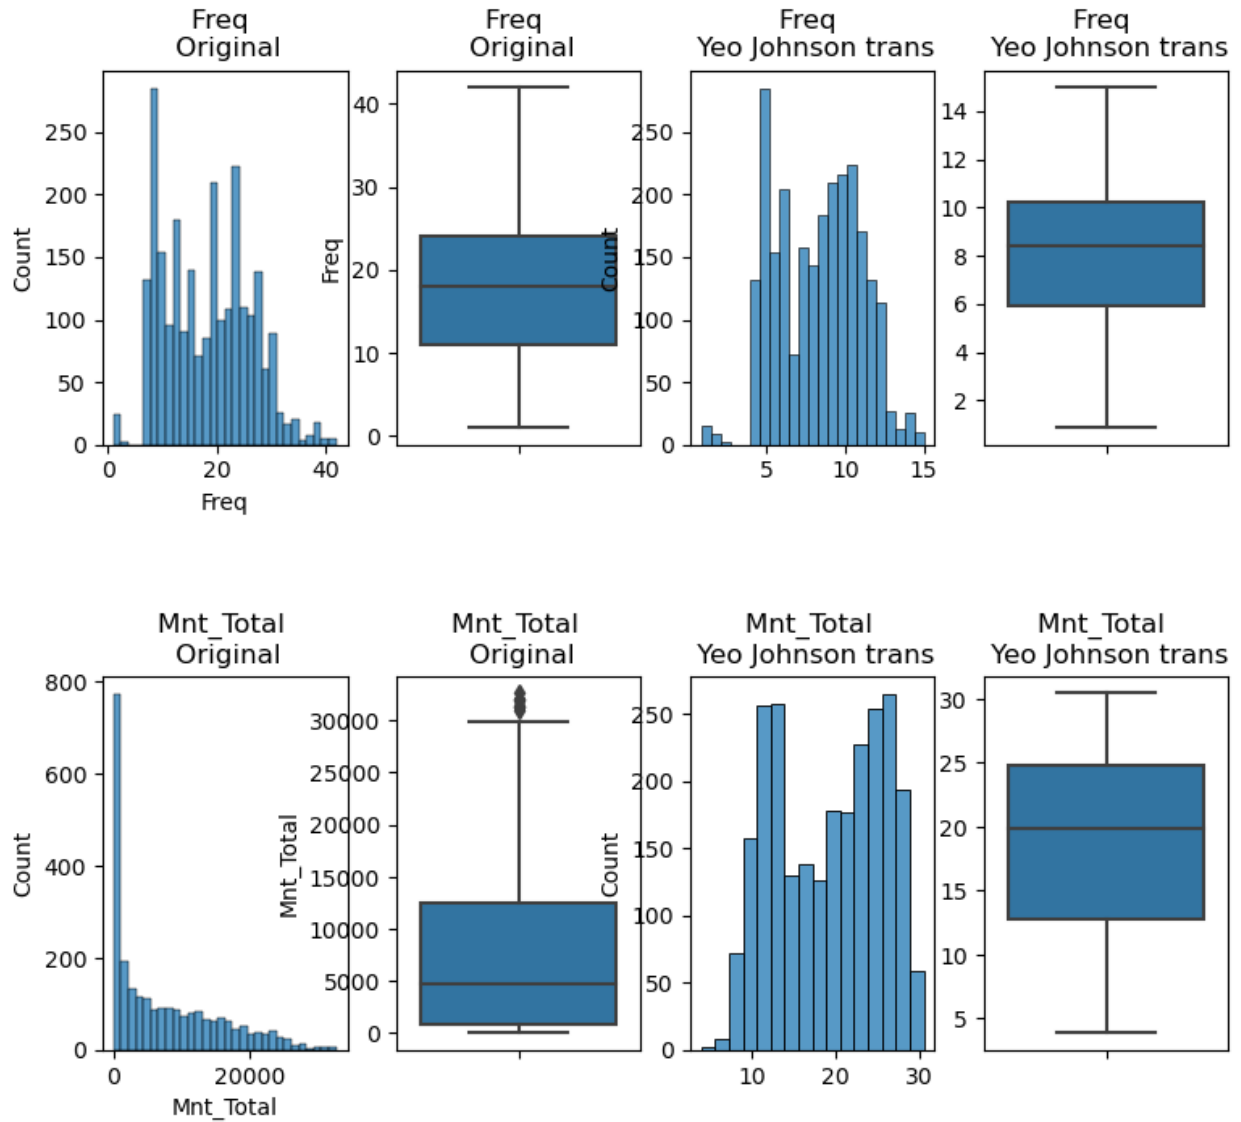 Freq
Original
Freq
Original
Freq
Yeo Johnson trans
Freq
Yeo Johnson trans
250
200
150
100
50
0
Count
0 20 40
Freq
40
30
20
10
0
Freq
250
200
150
100
50
0
Count
5 10 15
14
12
10
8
6
4
2
Mnt_Total
Original
Mnt_Total
Original
Mnt_Total
Yeo Johnson trans
Mnt_Total
Yeo Johnson trans
800
600
400
200
0
Count
0 20000
Mnt_Total
30000
25000
20000
15000
10000
5000
0
Mnt_Total
250
200
150
100
50
0
Count
10 20 30
30
25
20
15
10
5